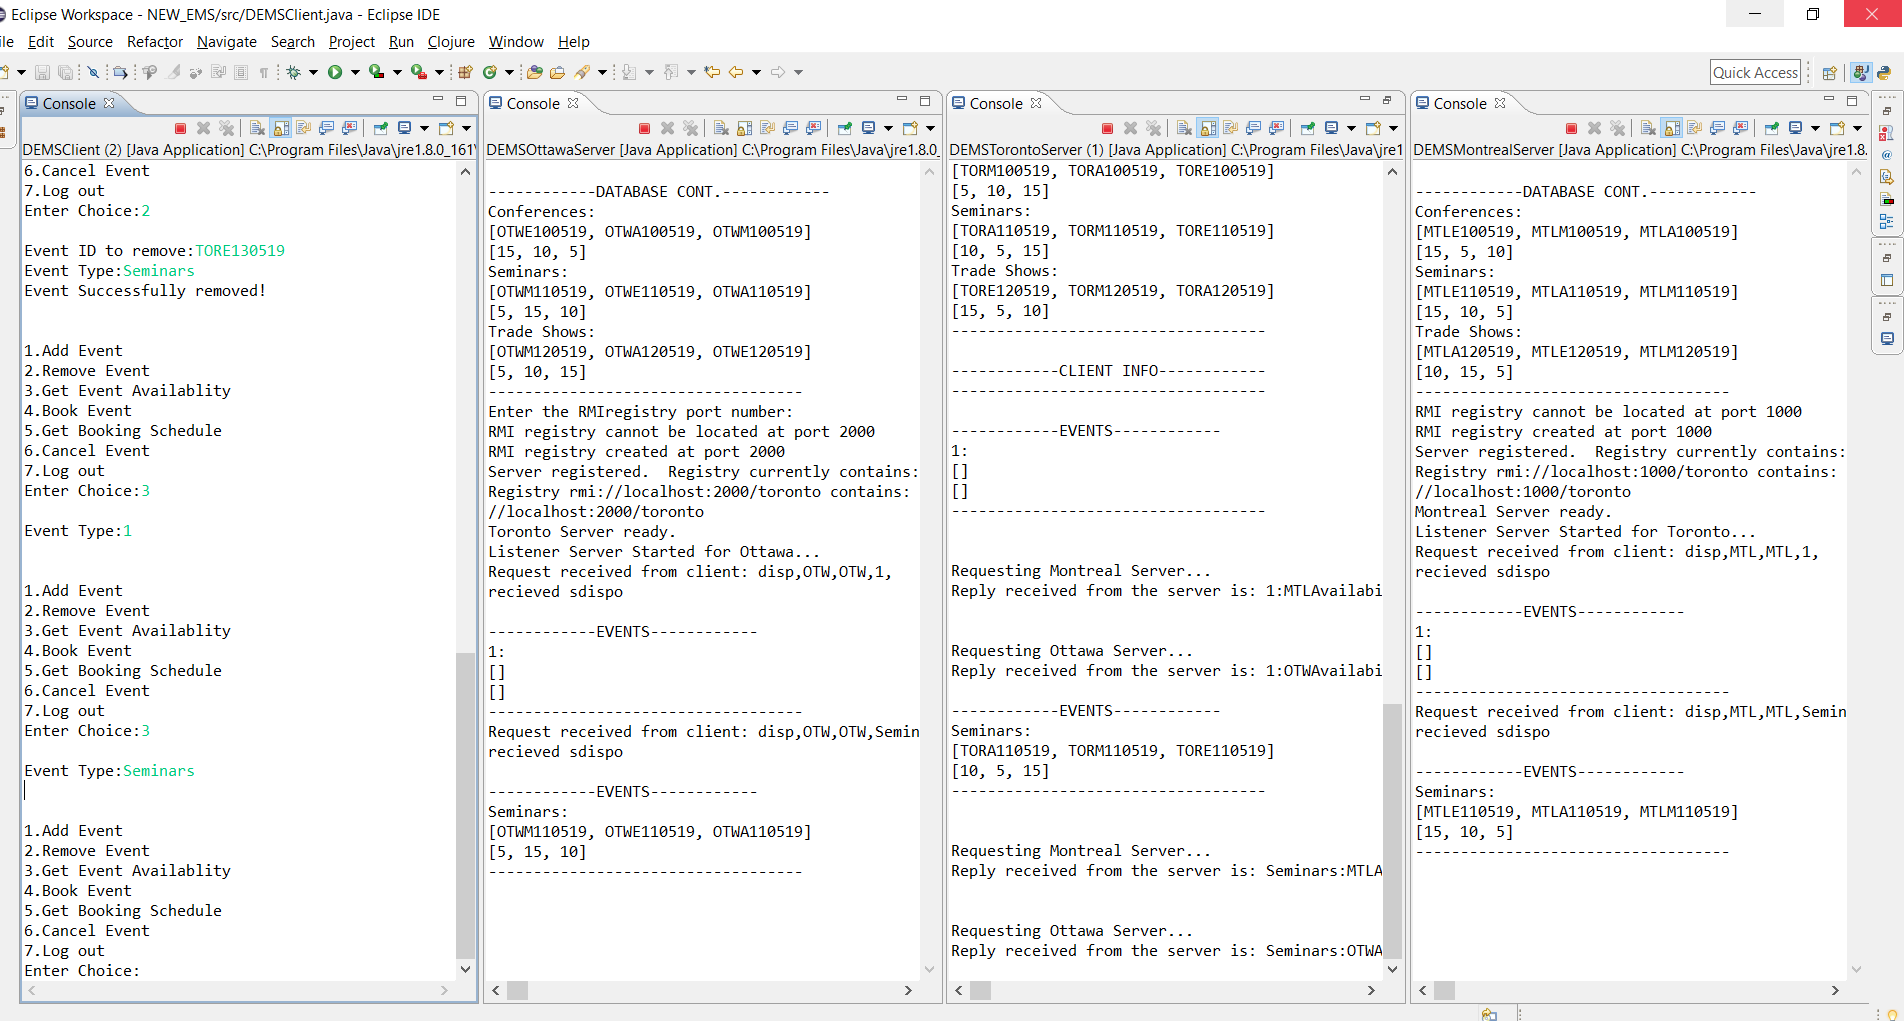 Eclipse Workspace - NEW_EMS/src/DEMSClient.java - Eclipse IDE
ile Edit Source Refactor Navigate Search Project Run Clojure Window Help
Quick Access
Console
DEMSClient (2) [Java Application] C:\Program Files\Java\jre1.8.0_161\
6.Cancel Event
7.Log out
Enter Choice:2
Event ID to remove:TORE130519
Event Type:Seminars
Event Successfully removed!
1.Add Event
2.Remove Event
3.Get Event Availablity
4.Book Event
5.Get Booking Schedule
6.Cancel Event
7.Log out
Enter Choice:3
Event Type:1
1.Add Event
2.Remove Event
3.Get Event Availablity
4.Book Event
5.Get Booking Schedule
6.Cancel Event
7.Log out
Enter Choice:3
Event Type:Seminars
1.Add Event
2.Remove Event
3.Get Event Availablity
4.Book Event
5.Get Booking Schedule
6.Cancel Event
7.Log out
Enter Choice:
Console
DEMSOttawaServer [Java Application] C:\Program Files\Java\jre1.8.0_
------------DATABASE CONT.------------
Conferences:
[OTWE100519, OTWA100519, OTWM100519]
[15, 10, 5]
Seminars:
[OTWM110519, OTWE110519, OTWA110519]
[5, 15, 10]
Trade Shows:
[OTWM120519, OTWA120519, OTWE120519]
[5, 10, 15]
-----------------------------------
Enter the RMIregistry port number:
RMI registry cannot be located at port 2000
RMI registry created at port 2000
Server registered.  Registry currently contains:
Registry rmi://localhost:2000/toronto contains:
//localhost:2000/toronto
Toronto Server ready.
Listener Server Started for Ottawa...
Request received from client: disp,OTW,OTW,1,
recieved sdispo
------------EVENTS------------
1:
[]
[]
-----------------------------------
Request received from client: disp,OTW,OTW,Semin
recieved sdispo
------------EVENTS------------
Seminars:
[OTWM110519, OTWE110519, OTWA110519]
[5, 15, 10]
-----------------------------------
Console
DEMSTorontoServer (1) [Java Application] C:\Program Files\Java\jre1
[TORM100519, TORA100519, TORE100519]
[5, 10, 15]
Seminars:
[TORA110519, TORM110519, TORE110519]
[10, 5, 15]
Trade Shows:
[TORE120519, TORM120519, TORA120519]
[15, 5, 10]
-----------------------------------
------------CLIENT INFO------------
-----------------------------------
------------EVENTS------------
1:
[]
[]
-----------------------------------
Requesting Montreal Server...
Reply received from the server is: 1:MTLAvailabi
Requesting Ottawa Server...
Reply received from the server is: 1:OTWAvailabi
------------EVENTS------------
Seminars:
[TORA110519, TORM110519, TORE110519]
[10, 5, 15]
-----------------------------------
Requesting Montreal Server...
Reply received from the server is: Seminars:MTLA
Requesting Ottawa Server...
Reply received from the server is: Seminars:OTWA
Console
DEMSMontrealServer [Java Application] C:\Program Files\Java\jre1.8.
------------DATABASE CONT.------------
Conferences:
[MTLE100519, MTLM100519, MTLA100519]
[15, 5, 10]
Seminars:
[MTLE110519, MTLA110519, MTLM110519]
[15, 10, 5]
Trade Shows:
[MTLA120519, MTLE120519, MTLM120519]
[10, 15, 5]
-----------------------------------
RMI registry cannot be located at port 1000
RMI registry created at port 1000
Server registered.  Registry currently contains:
Registry rmi://localhost:1000/toronto contains:
//localhost:1000/toronto
Montreal Server ready.
Listener Server Started for Toronto...
Request received from client: disp,MTL,MTL,1,
recieved sdispo
------------EVENTS------------
1:
[]
[]
-----------------------------------
Request received from client: disp,MTL,MTL,Semin
recieved sdispo
------------EVENTS------------
Seminars:
[MTLE110519, MTLA110519, MTLM110519]
[15, 10, 5]
-----------------------------------